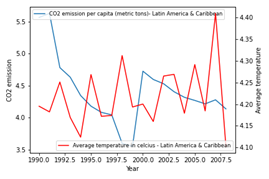 CO2 emission per capita (metric tons)- Latin America & Caribbean
5.5
5.0
4.5
4.0
3.5
CO2 emission
4.40
4.35
4.30
4.25
4.20
4.15
4.10
Average temperature
Average temperature in celcius - Latin America & Caribbean
1990.0 1992.5 1995.0 1997.5 2000.0 2002.5 2005.0 2007.5
Year